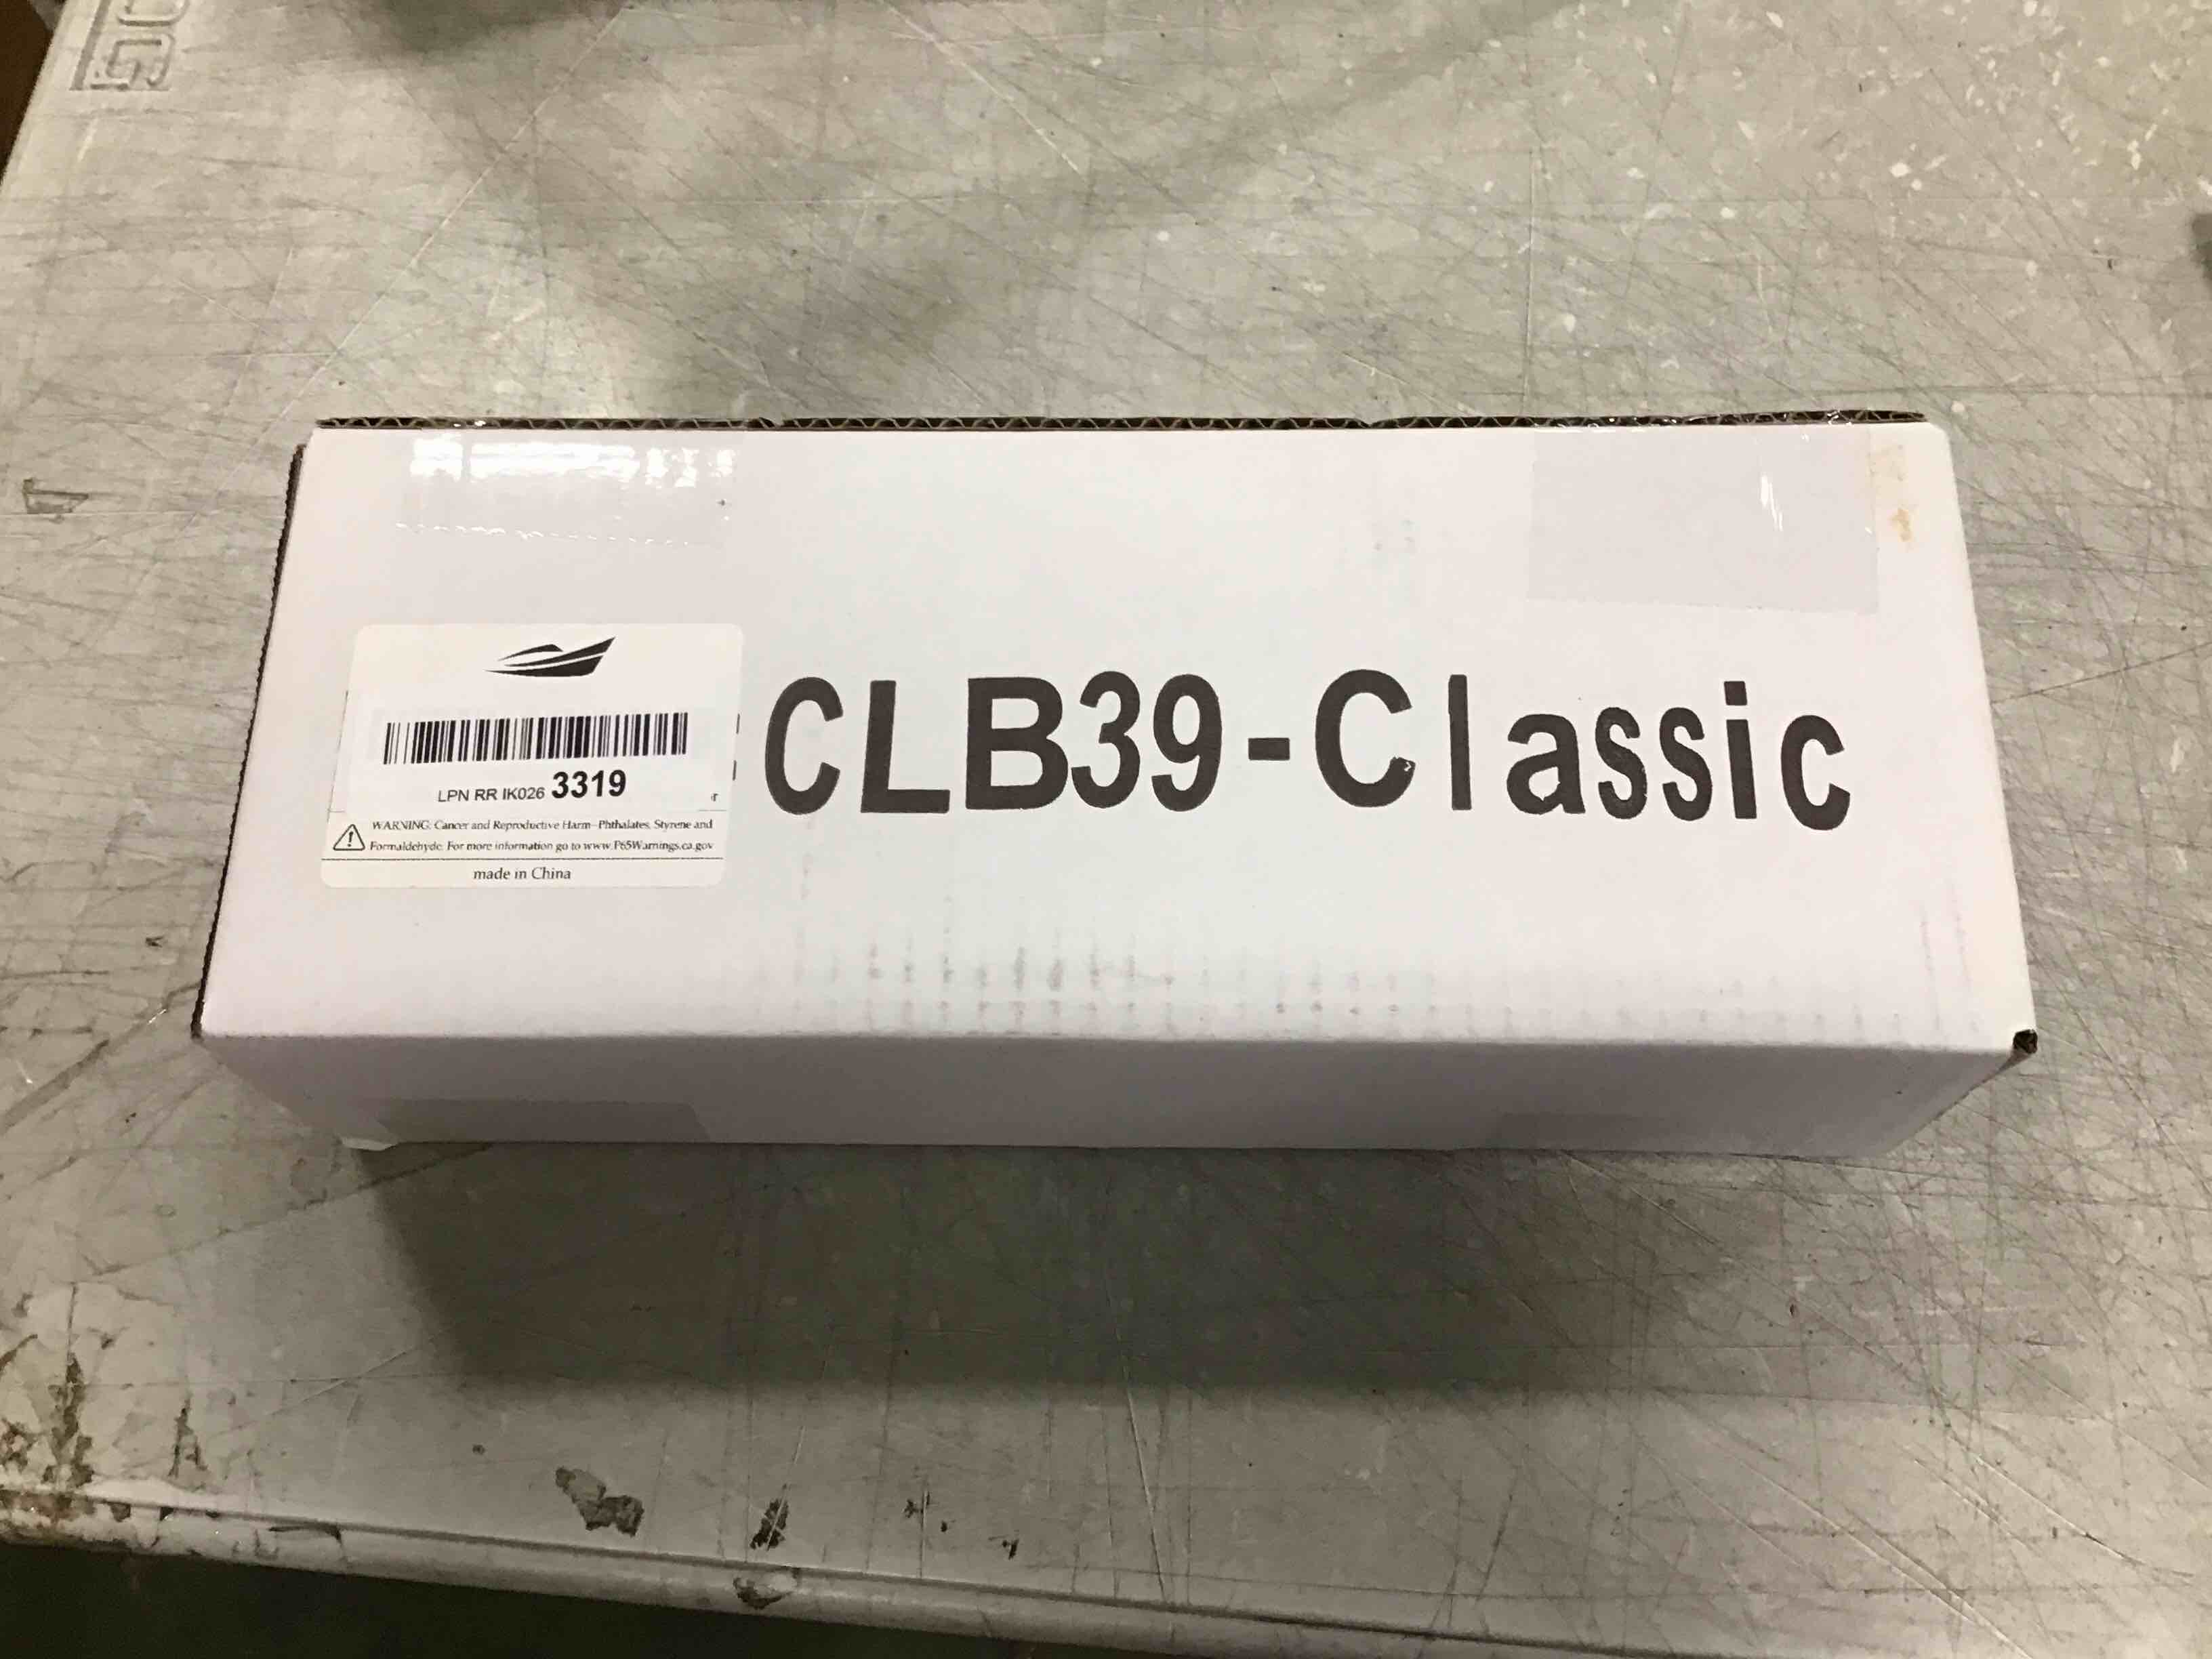 CLB39-Classic
LPN RR IK026 3319
WARNING: Cancer and Reproductive Harm-Phthalates, Styrene and
Formaldehyde. For more information go to www.P65Warnings.ca.gov
made in China